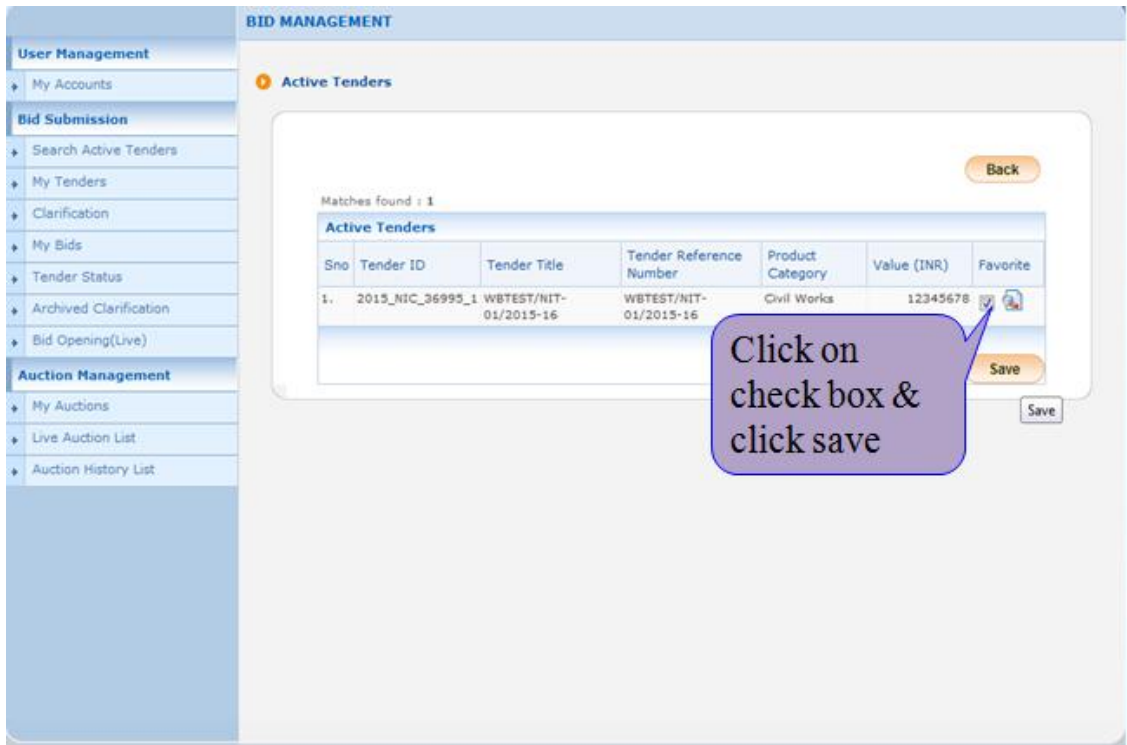 BID MANAGEMENT
User Management
My Accounts
Bid Submission
Search Active Tenders
My Tenders
Clarification
My Bids
Tender Status
Archived Clarification
Bid Opening(Live)
Auction Management
My Auctions
Live Auction List
Auction History List
Active Tenders
Back
Matches found : 1
Active Tenders
Sno Tender ID Tender Title Tender Reference Number Product Category Value (INR) Favorite
1. 2015_NIC_36995_1 WBTEST/NIT-01/2015-16 WBTEST/NIT-01/2015-16 Civil Works 12345678
Click on
check box &
click save
Save
Save